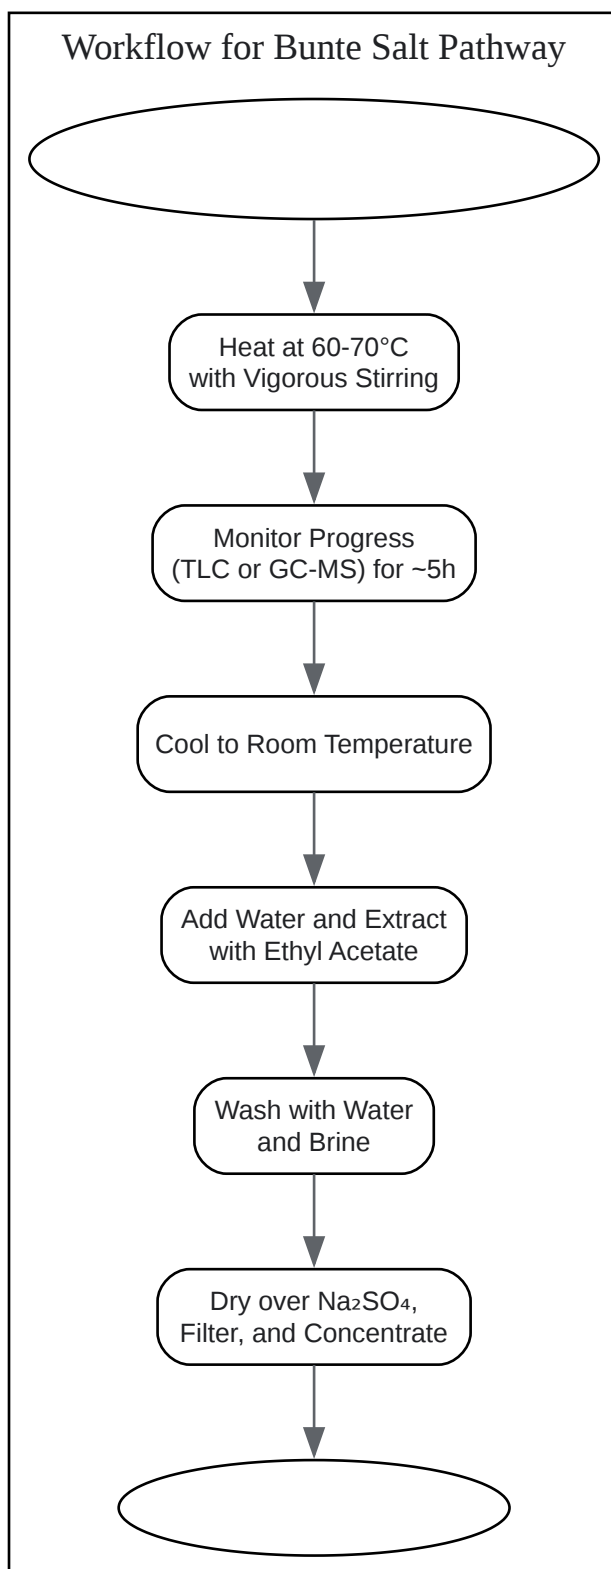 Workflow for Bunte Salt Pathway
Heat at 60-70°C
with Vigorous Stirring
Monitor Progress
(TLC or GC-MS) for ~5h
Cool to Room Temperature
Add Water and Extract
with Ethyl Acetate
Wash with Water
and Brine
Dry over Na₂SO₄,
Filter, and Concentrate